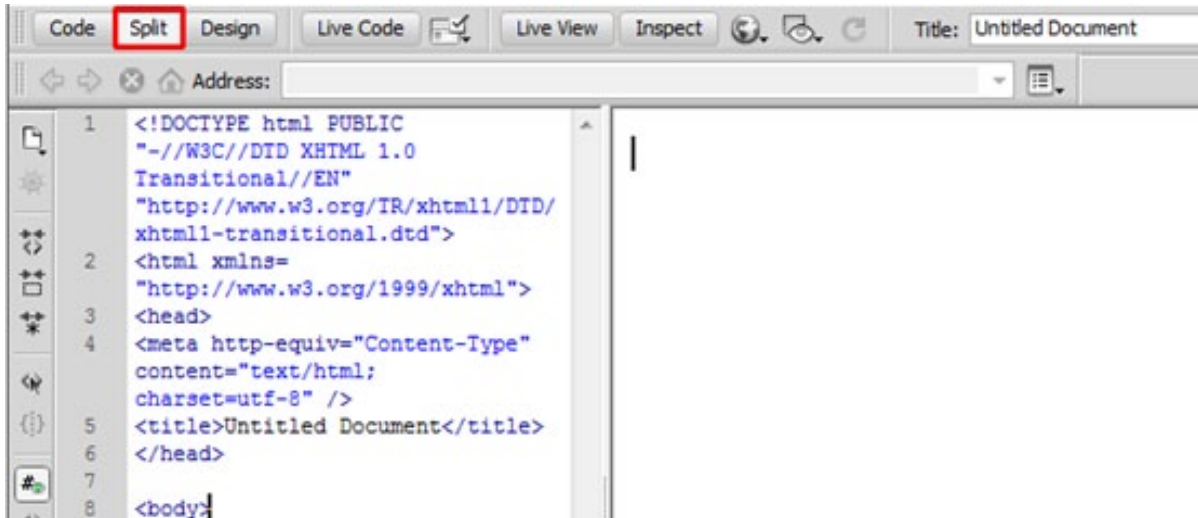 Code Split Design Live Code Live View Inspect Title: Untitled Document
Address:
1 <!DOCTYPE html PUBLIC
"-//W3C//DTD XHTML 1.0
Transitional//EN"
"http://www.w3.org/TR/xhtml1/DTD/
xhtml1-transitional.dtd">
2 <html xmlns=
"http://www.w3.org/1999/xhtml">
3 <head>
4 <meta http-equiv="Content-Type"
content="text/html;
charset=utf-8" />
5 <title>Untitled Document</title>
6 </head>
7
8 <body>